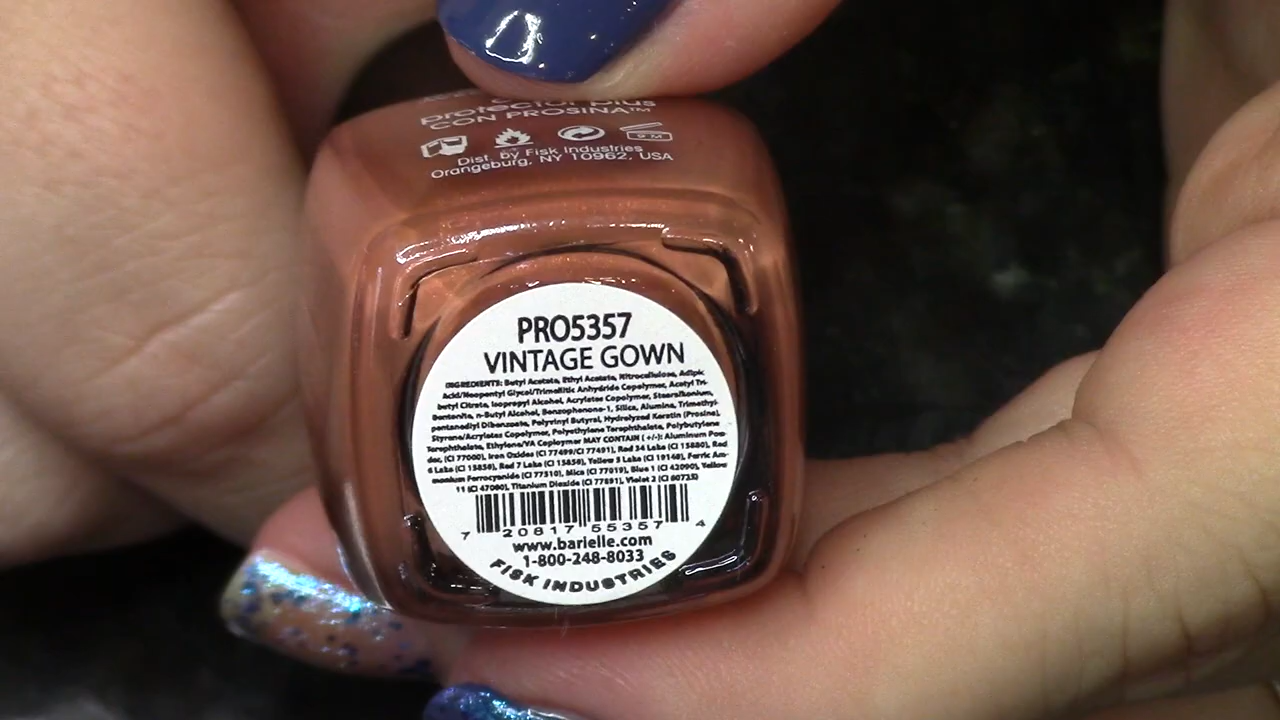 protector plus
CON PROSINA™
9 M
Dist. by Fisk Industries
Orangeburg, NY 10962, USA
PRO5357
VINTAGE GOWN
INGREDIENTS: Butyl Acetate, Ethyl Acetate, Nitrocellulose, Adipic
Acid/Neopentyl Glycol/Trimellitic Anhydride Copolymer, Acetyl Tri-
butyl Citrate, Isopropyl Alcohol, Acrylates Copolymer, Stearalkonium
Bentonite, n-Butyl Alcohol, Benzophenone-1, Silica, Alumina, Trimethyl-
pentanediyl Dibenzoate, Polyvinyl Butyral, Hydrolyzed Keratin (Prosina),
Styrene/Acrylates Copolymer, Polyethylene Terephthalate, Polybutylene
Terephthalate, Ethylene/VA Coploymer MAY CONTAIN ( +/-): Aluminum Pow-
der, (CI 77000), Iron Oxides (CI 77499/CI 77491), Red 34 Lake (CI 15880), Red
6 Lake (CI 15850), Red 7 Lake (CI 15850), Yellow 5 Lake (CI 19140), Ferric Am-
monium Ferrocyanide (CI 77510), Mica (CI 77019), Blue 1 (CI 42090), Yellow
11 (CI 47000), Titanium Dioxide (CI 77891), Violet 2 (CI 60725)
7 20817 55357 4
www.barielle.com
1-800-248-8033
FISK INDUSTRIES